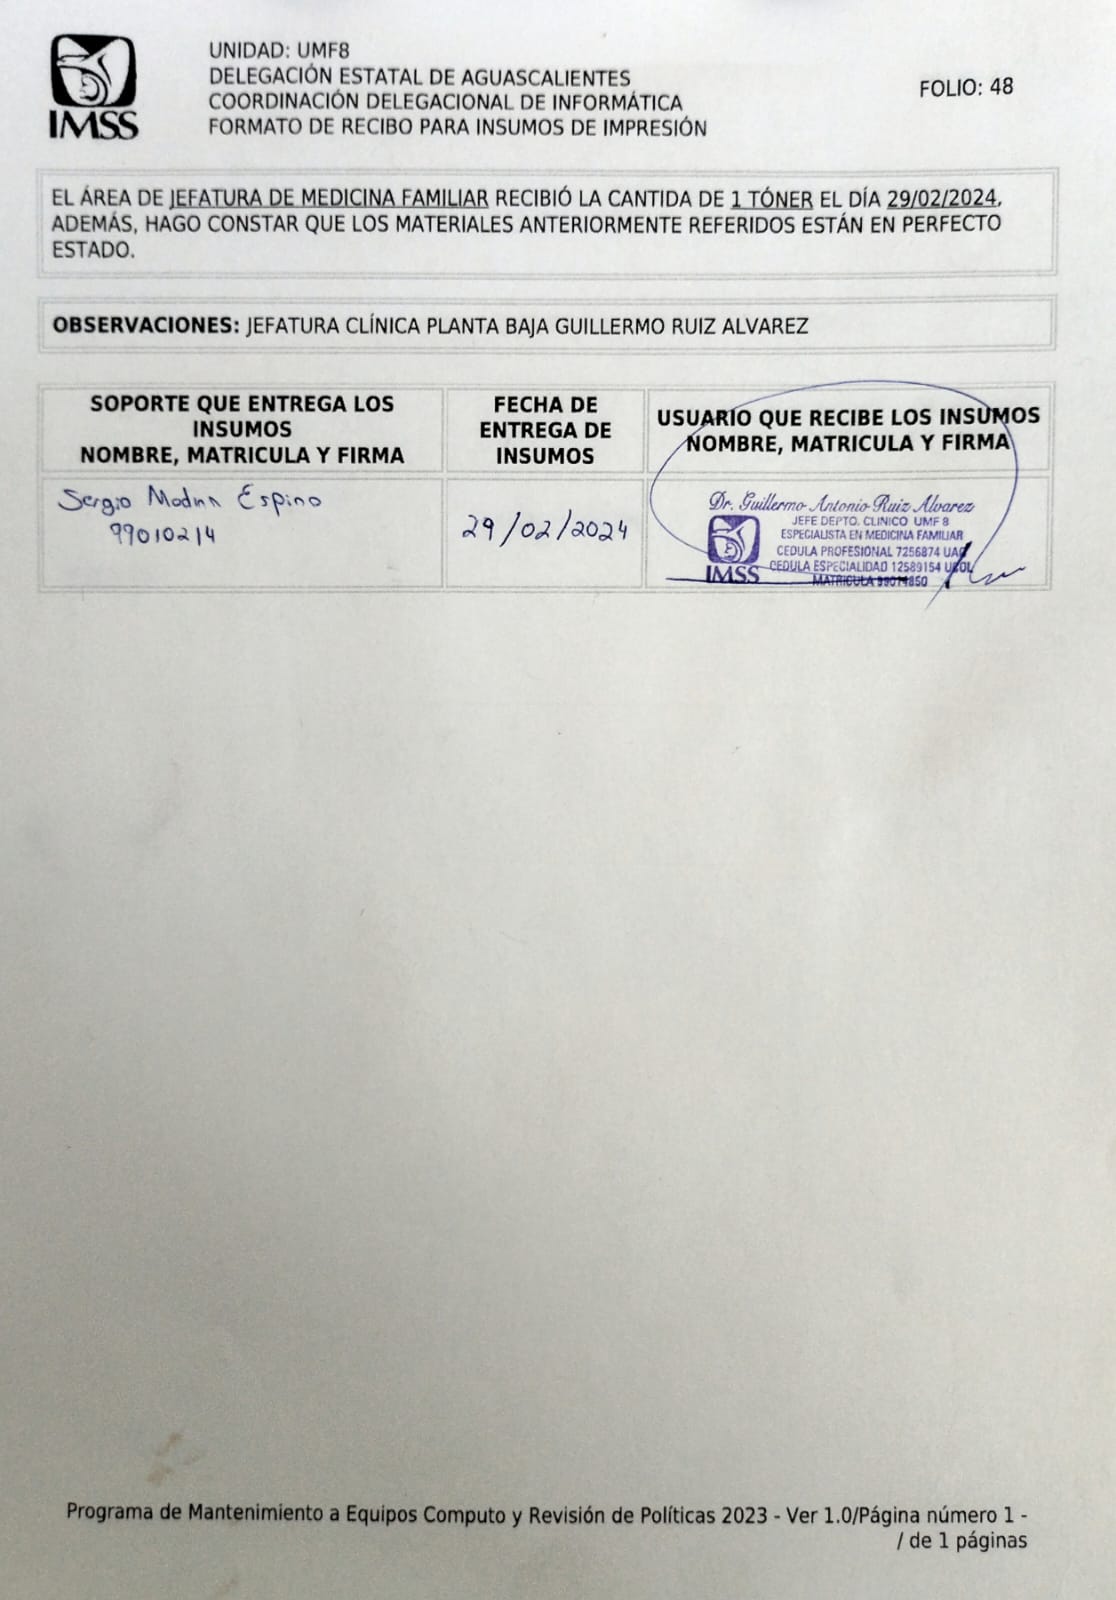 IMSS
UNIDAD: UMF8
DELEGACIÓN ESTATAL DE AGUASCALIENTES
COORDINACIÓN DELEGACIONAL DE INFORMÁTICA
FORMATO DE RECIBO PARA INSUMOS DE IMPRESIÓN
FOLIO: 48
EL ÁREA DE JEFATURA DE MEDICINA FAMILIAR RECIBIÓ LA CANTIDA DE 1 TÓNER EL DÍA 29/02/2024,
ADEMÁS, HAGO CONSTAR QUE LOS MATERIALES ANTERIORMENTE REFERIDOS ESTÁN EN PERFECTO
ESTADO.
OBSERVACIONES: JEFATURA CLÍNICA PLANTA BAJA GUILLERMO RUIZ ALVAREZ
SOPORTE QUE ENTREGA LOS
INSUMOS
NOMBRE, MATRICULA Y FIRMA
FECHA DE
ENTREGA DE
INSUMOS
USUARIO QUE RECIBE LOS INSUMOS
NOMBRE, MATRICULA Y FIRMA
Sergio Espino
99010214
29/02/2024
Dr. Guillermo Antonio Ruiz Alvarez
JEFE DEPTO. CLINICO UMF 8
ESPECIALISTA EN MEDICINA FAMILIAR
CEDULA PROFESIONAL 7256874
CEDULA ESPECIALIDAD 12589154
IMSS
MATRICULA
Programa de Mantenimiento a Equipos Computo y Revisión de Políticas 2023 - Ver 1.0/Página número 1 -
/ de 1 páginas